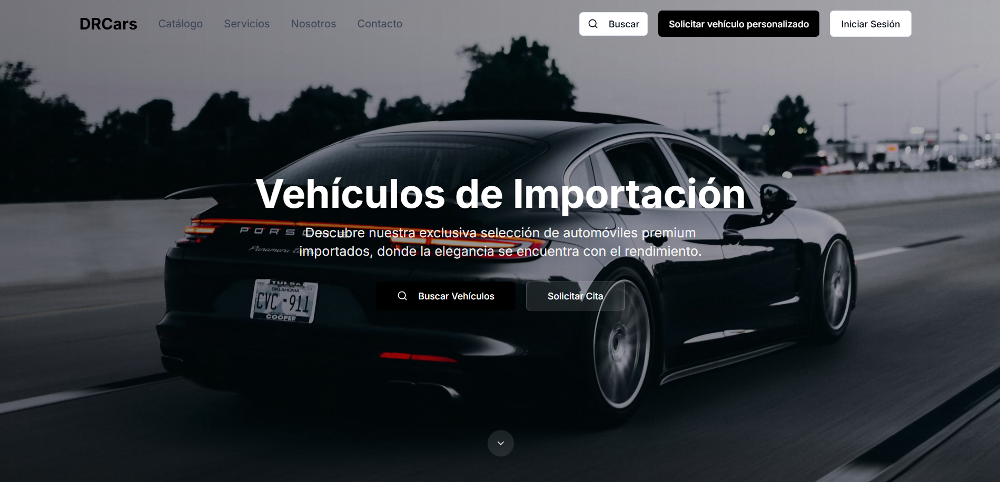 DRCars
Catálogo
Servicios
Nosotros
Contacto
Buscar
Solicitar vehículo personalizado
Iniciar Sesión
Vehículos de Importación
Descubre nuestra exclusiva selección de automóviles premium
importados, donde la elegancia se encuentra con el rendimiento.
Buscar Vehículos
Solicitar Cita
Panamera
TULSA
OKLAHOMA
CVC-911
COOPER